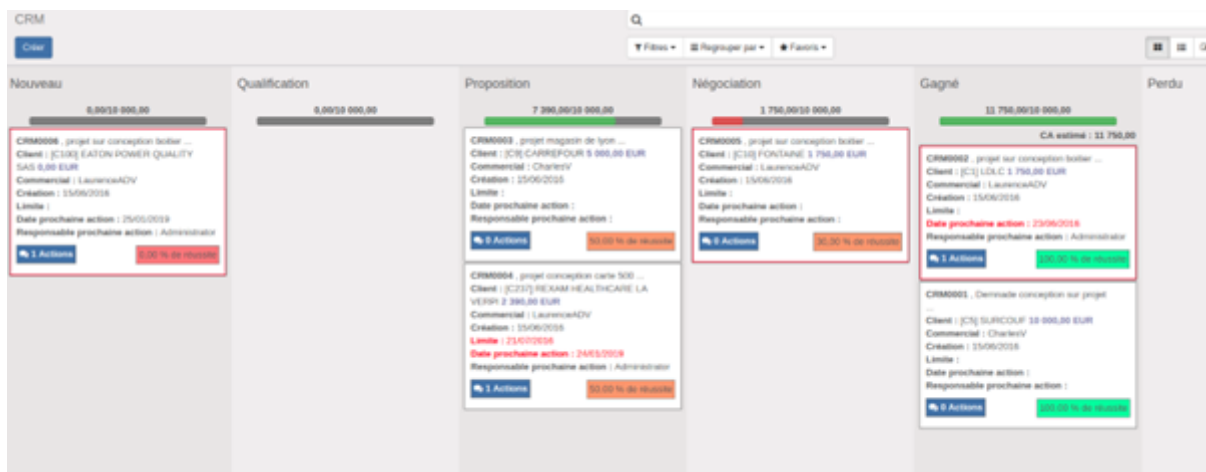 CRM
Créer
Filtres
Regrouper par
Favoris
Nouveau
0,00/10 000,00
CRM0006 , projet sur conception boitier ...
Client : [C100] EATON POWER QUALITY
SAS 0,00 EUR
Commercial : LaurenceADV
Création : 15/06/2016
Limite :
Date prochaine action : 25/01/2019
Responsable prochaine action : Administrator
1 Actions
0.00 % de réussite
Qualification
0,00/10 000,00
Proposition
7 390,00/10 000,00
CRM0003 , projet magasin de lyon ...
Client : [C9] CARREFOUR 5 000,00 EUR
Commercial : CharlesV
Création : 15/06/2016
Limite :
Date prochaine action :
Responsable prochaine action :
0 Actions
50.00 % de réussite
CRM0004 , projet conception carte 500 ...
Client : [C237] REXAM HEALTHCARE LA
VERPI 2 390,00 EUR
Commercial : LaurenceADV
Création : 15/06/2016
Limite : 21/07/2016
Date prochaine action : 24/01/2019
Responsable prochaine action : Administrator
1 Actions
50.00 % de réussite
Négociation
1 750,00/10 000,00
CRM0005 , projet sur conception boitier ...
Client : [C10] FONTAINE 1 750,00 EUR
Commercial : LaurenceADV
Création : 15/06/2016
Limite :
Date prochaine action :
Responsable prochaine action :
0 Actions
30.00 % de réussite
Gagné
11 750,00/10 000,00
CA estimé : 11 750,00
CRM0002 , projet sur conception boitier ...
Client : [C1] LDLC 1 750,00 EUR
Commercial : LaurenceADV
Création : 15/06/2016
Limite :
Date prochaine action : 23/06/2016
Responsable prochaine action : Administrator
1 Actions
100.00 % de réussite
CRM0001 , Demnade conception sur projet
...
Client : [C5] SURCOUF 10 000,00 EUR
Commercial : CharlesV
Création : 15/06/2016
Limite :
Date prochaine action :
Responsable prochaine action :
0 Actions
100.00 % de réussite
Perdu